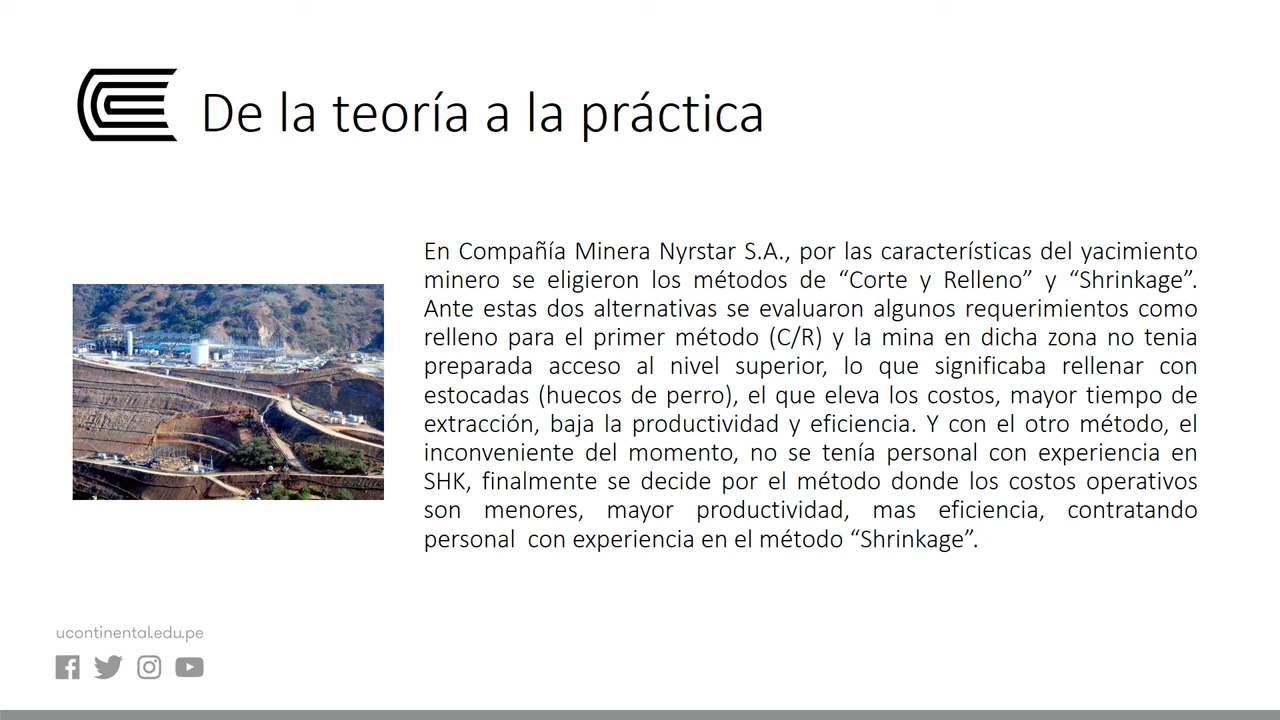 De la teoría a la práctica
En Compañía Minera Nyrstar S.A., por las características del yacimiento
minero se eligieron los métodos de “Corte y Relleno” y “Shrinkage”.
Ante estas dos alternativas se evaluaron algunos requerimientos como
relleno para el primer método (C/R) y la mina en dicha zona no tenia
preparada acceso al nivel superior, lo que significaba rellenar con
estocadas (huecos de perro), el que eleva los costos, mayor tiempo de
extracción, baja la productividad y eficiencia. Y con el otro método, el
inconveniente del momento, no se tenía personal con experiencia en
SHK, finalmente se decide por el método donde los costos operativos
son menores, mayor productividad, mas eficiencia, contratando
personal  con experiencia en el método “Shrinkage”.
ucontinental.edu.pe